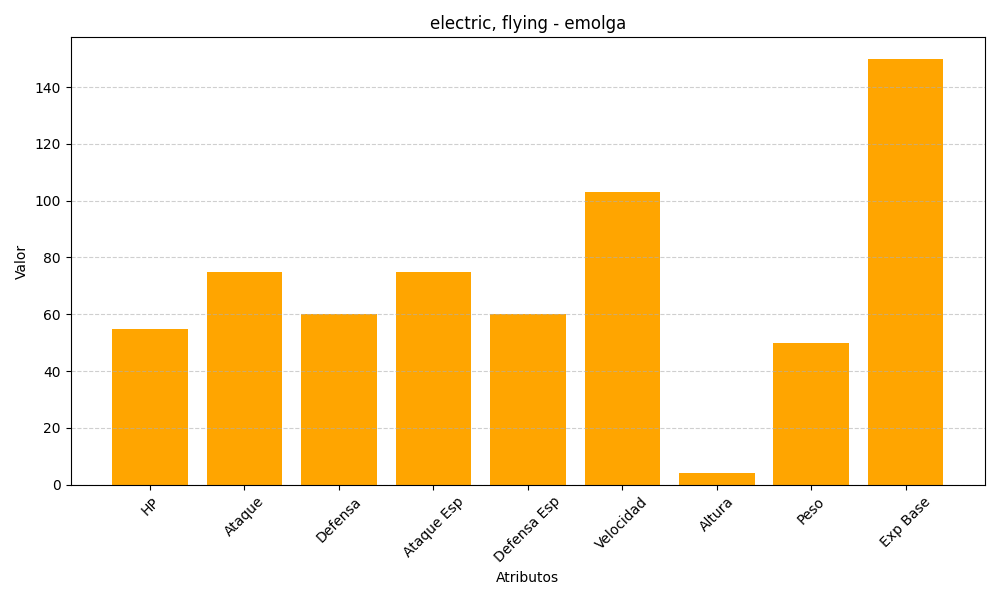 electric, flying - emolga
Valor
140
120
100
80
60
40
20
0
HP
Ataque
Defensa
Ataque Esp
Defensa Esp
Velocidad
Altura
Peso
Exp Base
Atributos